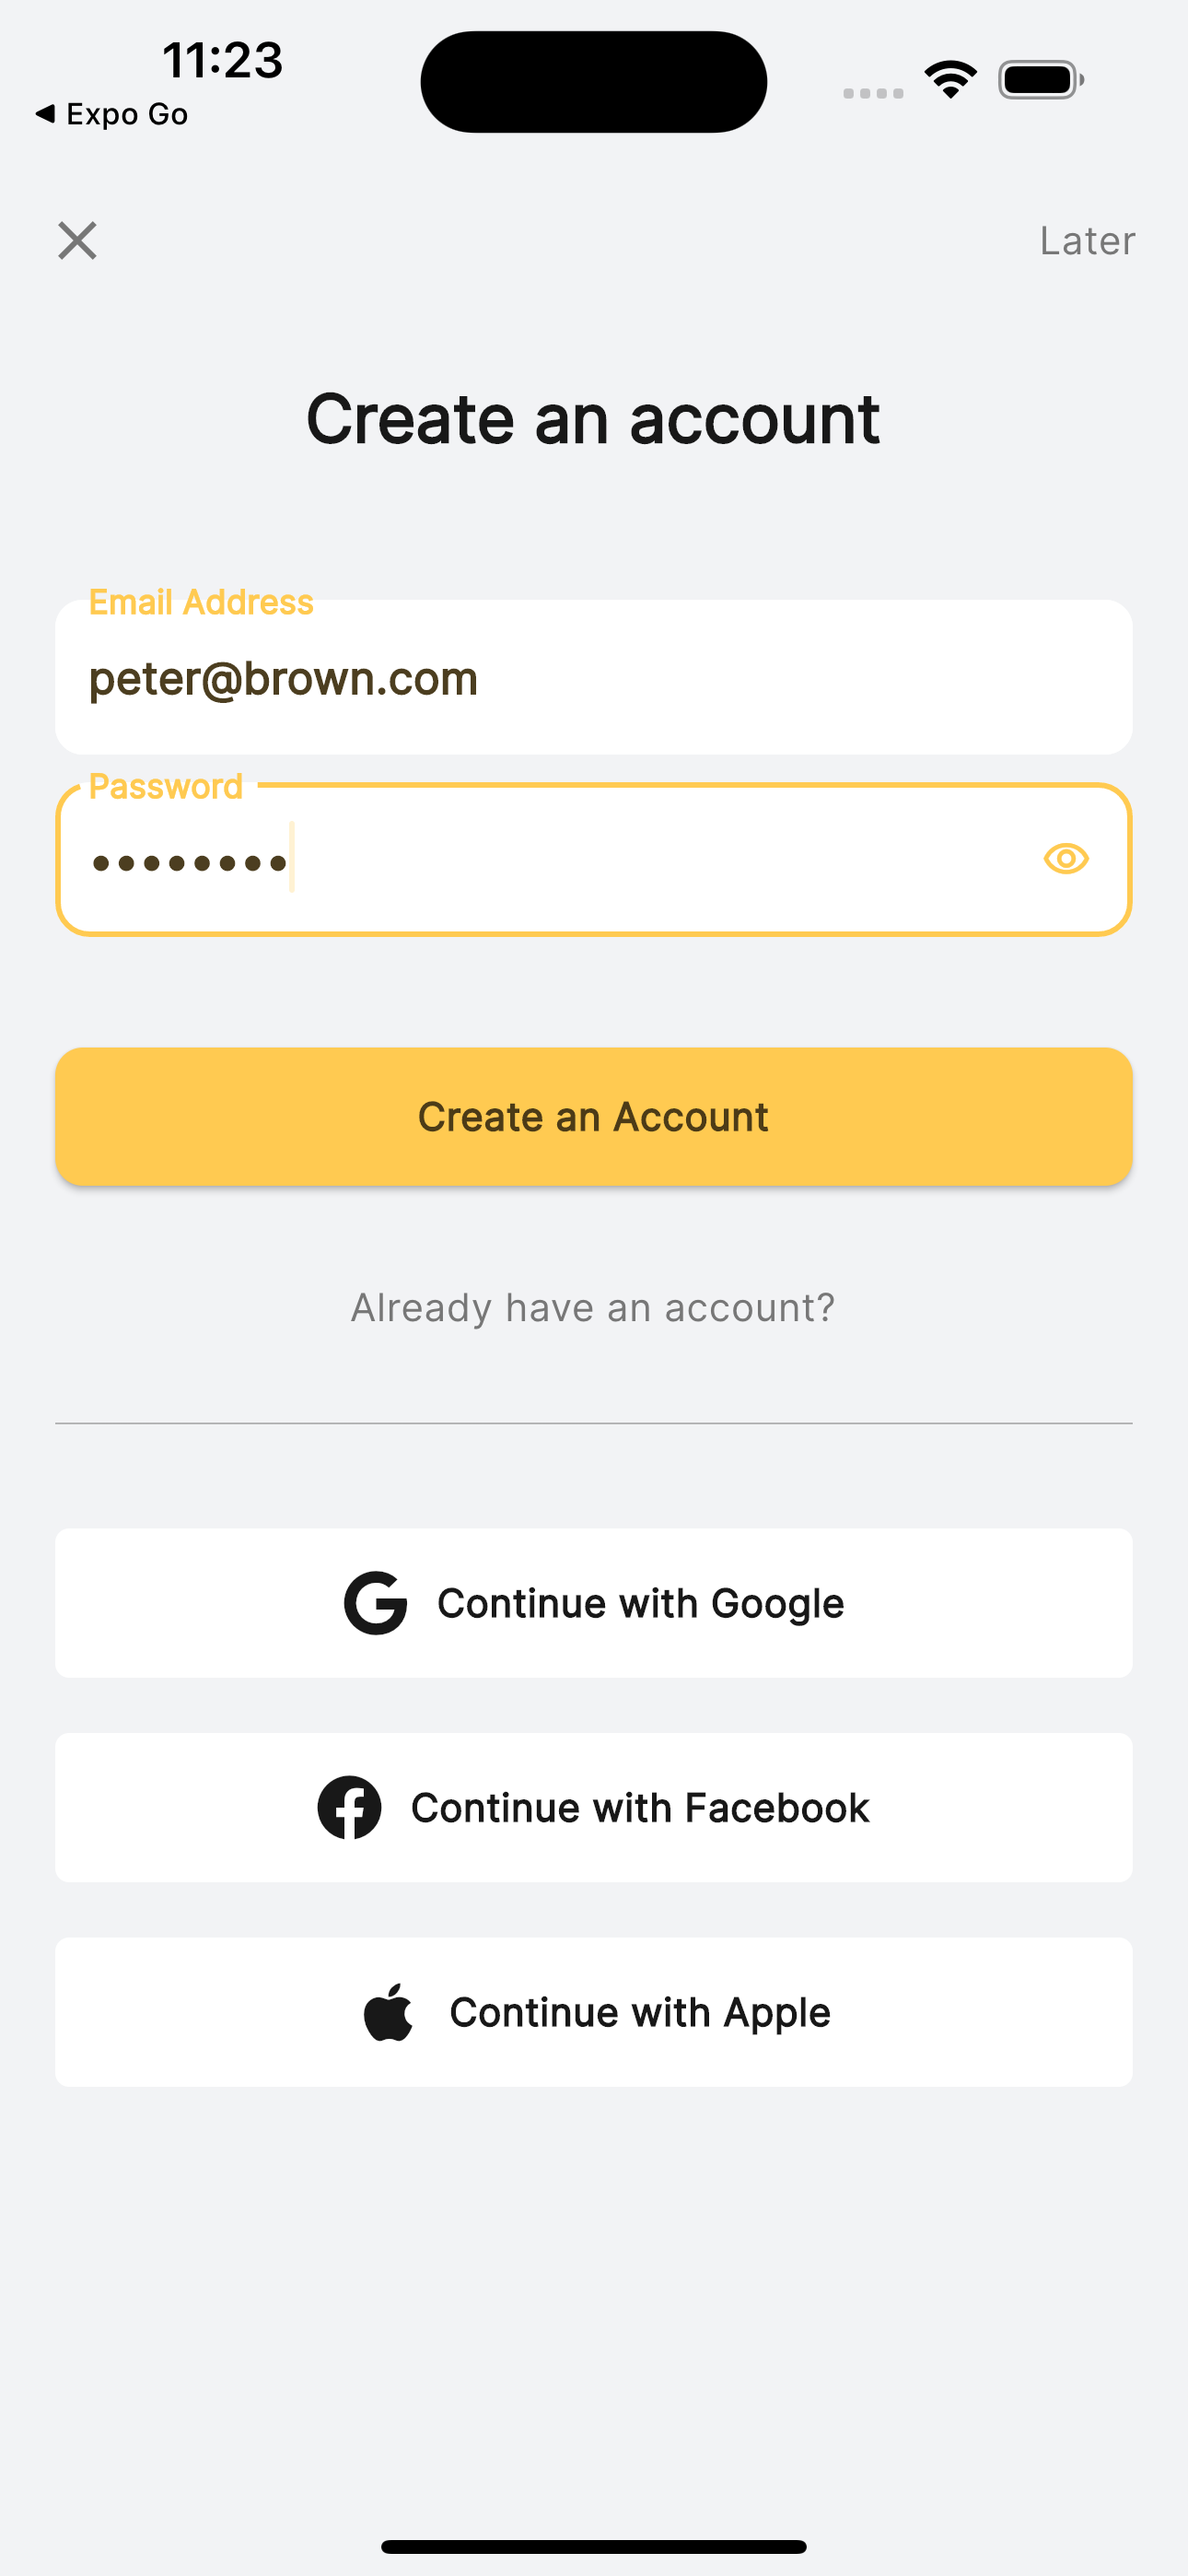 11:23
◀ Expo Go
Later
Create an account
Email Address
peter@brown.com
Password
••••••••
Create an Account
Already have an account?
Continue with Google
Continue with Facebook
Continue with Apple